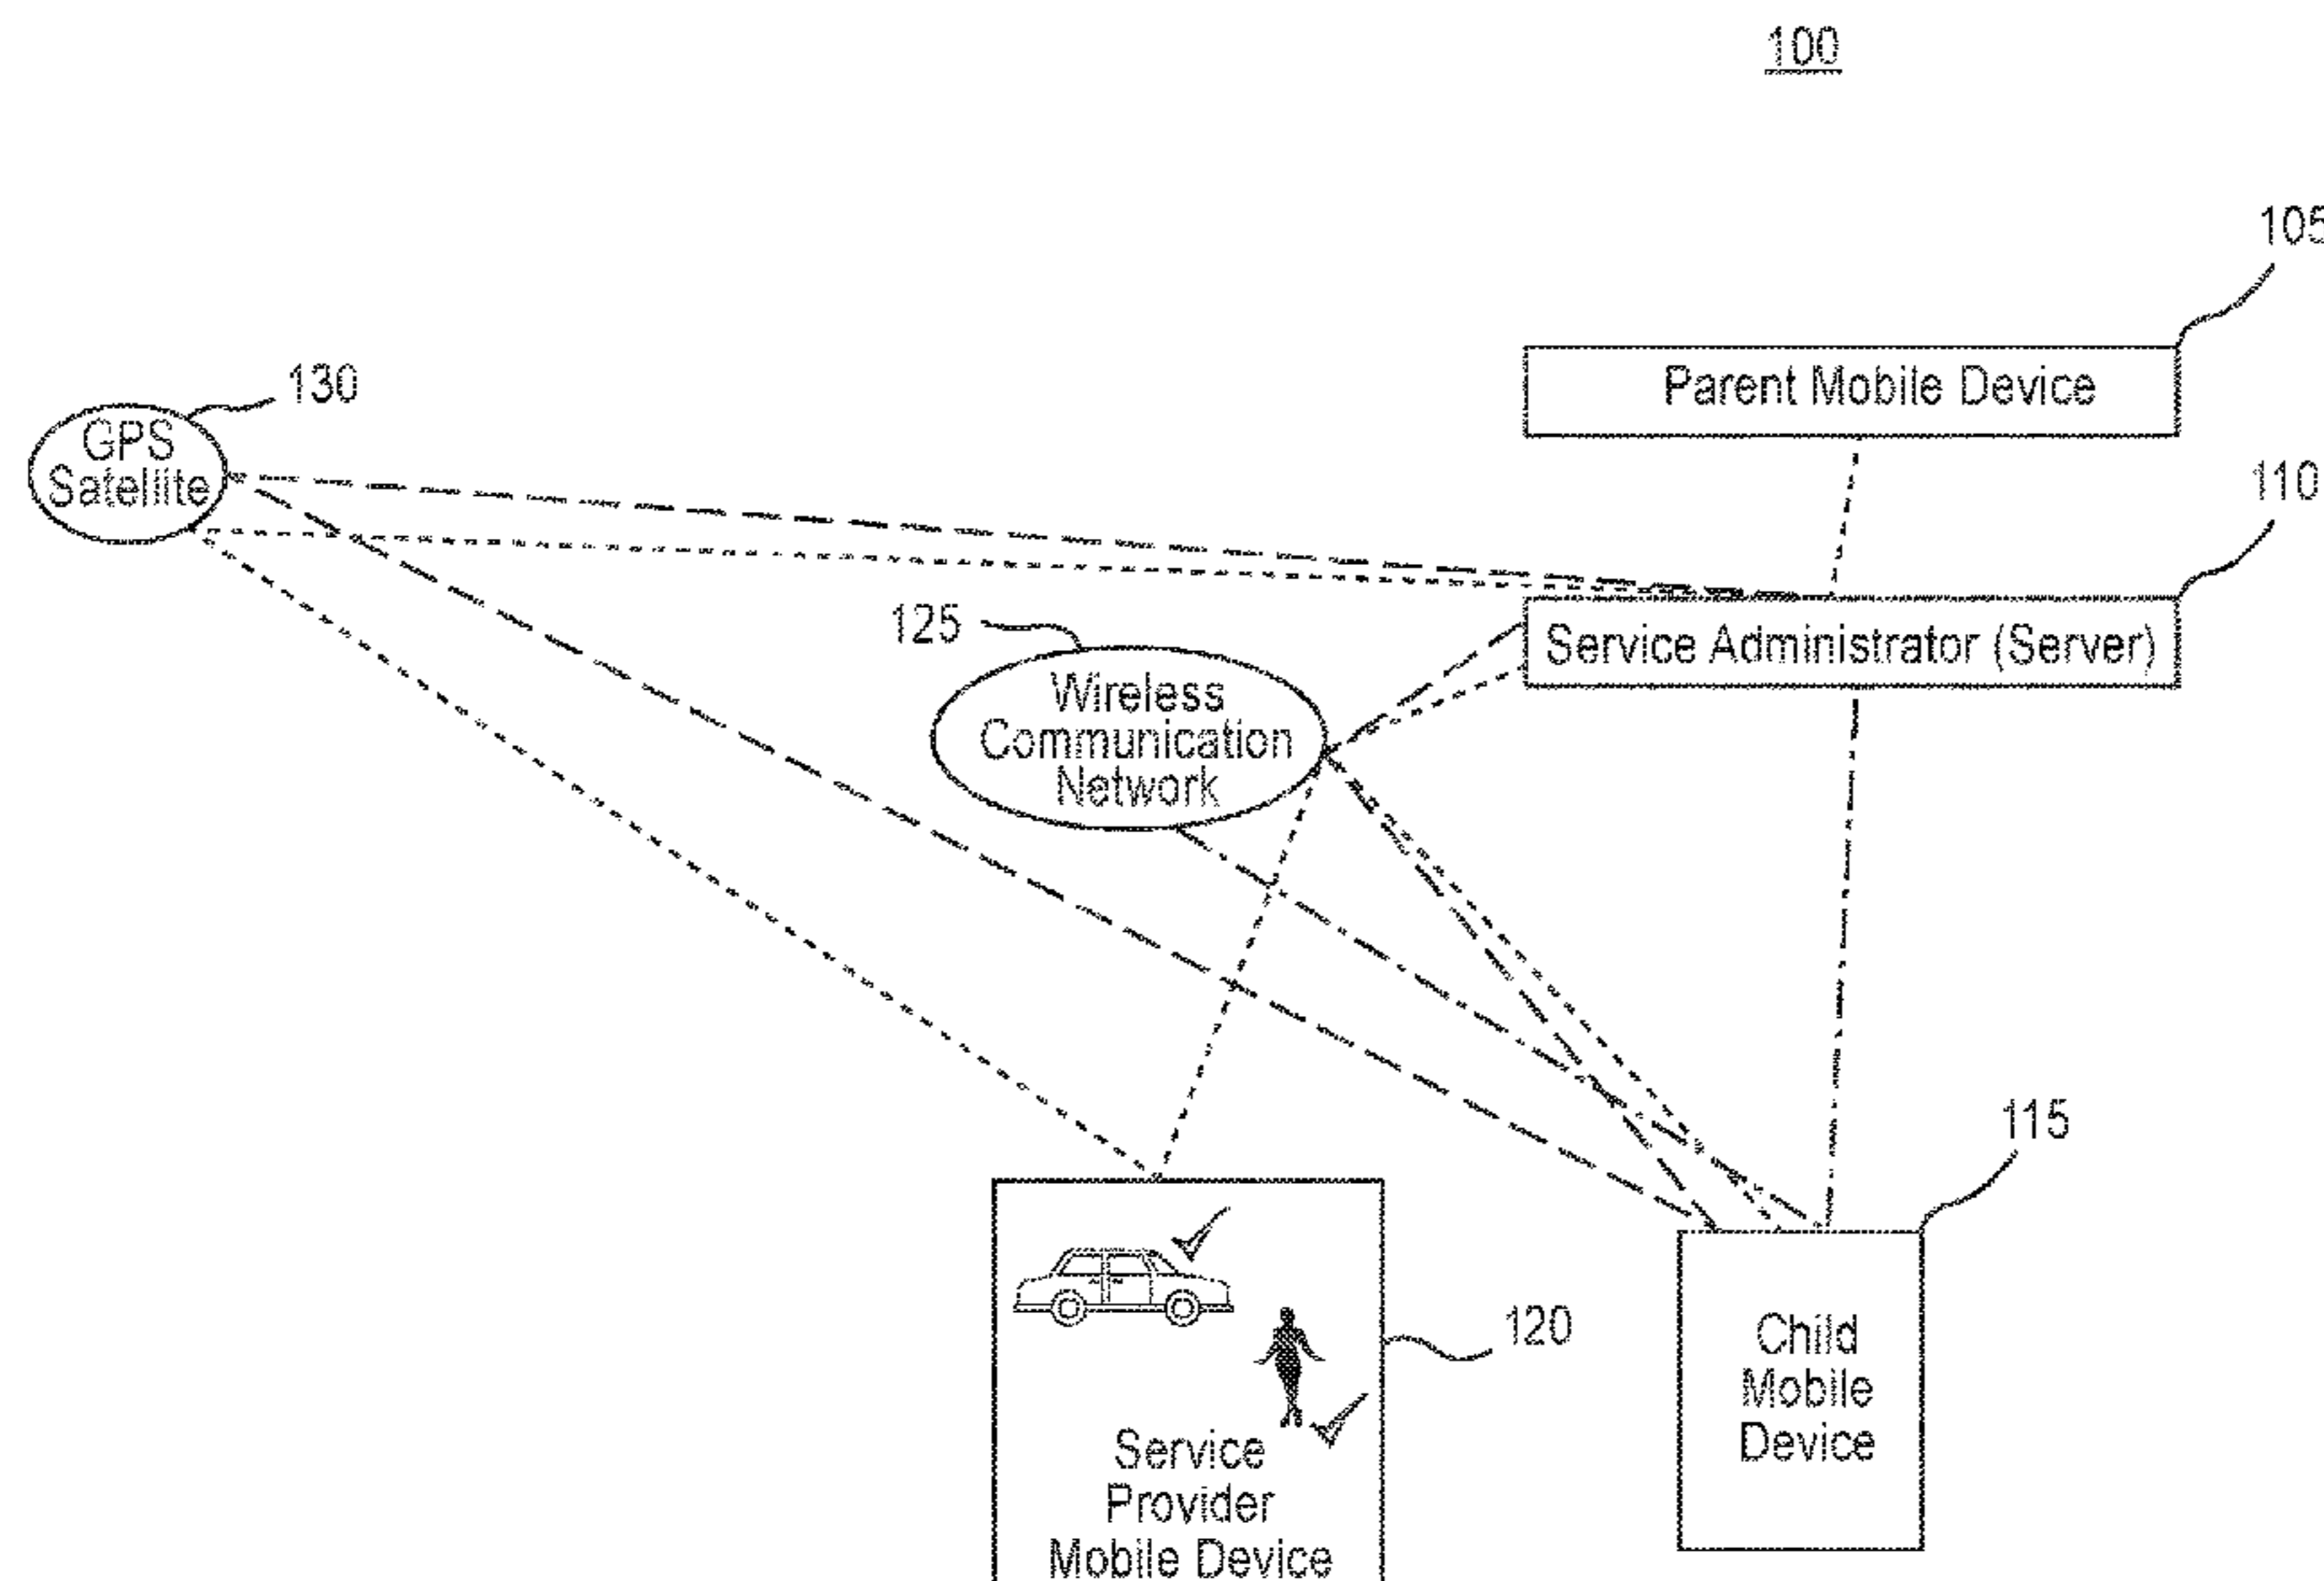 100
105
Parent Mobile Device
130
GPS
Satellite
110
Service Administrator (Server)
125
Wireless
Communication
Network
115
120
Child
Mobile
Device
Service
Provider
Mobile Device